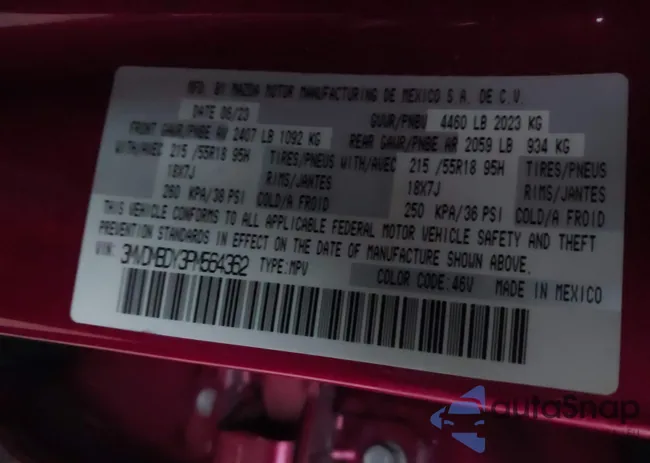 MFD. BY MAZDA MOTOR MANUFACTURING DE MEXICO S.A. DE C.V.
DATE 06/23 GVWR/PNBV 4460 LB 2023 KG
FRONT GAWR/PNBE AV 2407 LB 1092 KG REAR GAWR/PNBE AR 2059 LB 934 KG
WITH/AVEC 215 /55R18 95H TIRES/PNEUS WITH/AVEC 215 /55R18 95H TIRES/PNEUS
18X7J RIMS/JANTES 18X7J RIMS/JANTES
250 KPA/36 PSI COLD/A FROID 250 KPA/36 PSI COLD/A FROID
THIS VEHICLE CONFORMS TO ALL APPLICABLE FEDERAL MOTOR VEHICLE SAFETY AND THEFT
PREVENTION STANDARDS IN EFFECT ON THE DATE OF MANUFACTURE SHOWN ABOVE.
VIN: 3MVDMBDY3PM564362 TYPE:MPV COLOR CODE:46V MADE IN MEXICO
autoSnap